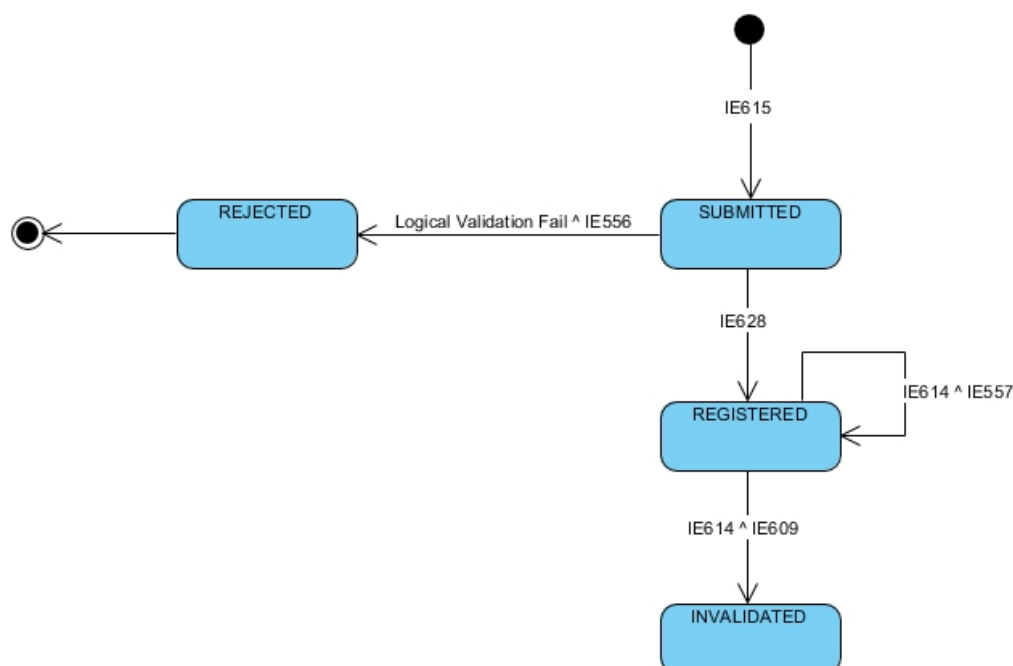 IE615
REJECTED
SUBMITTED
Logical Validation Fail ^ IE556
IE628
IE614 ^ IE557
REGISTERED
IE614 ^ IE609
INVALIDATED